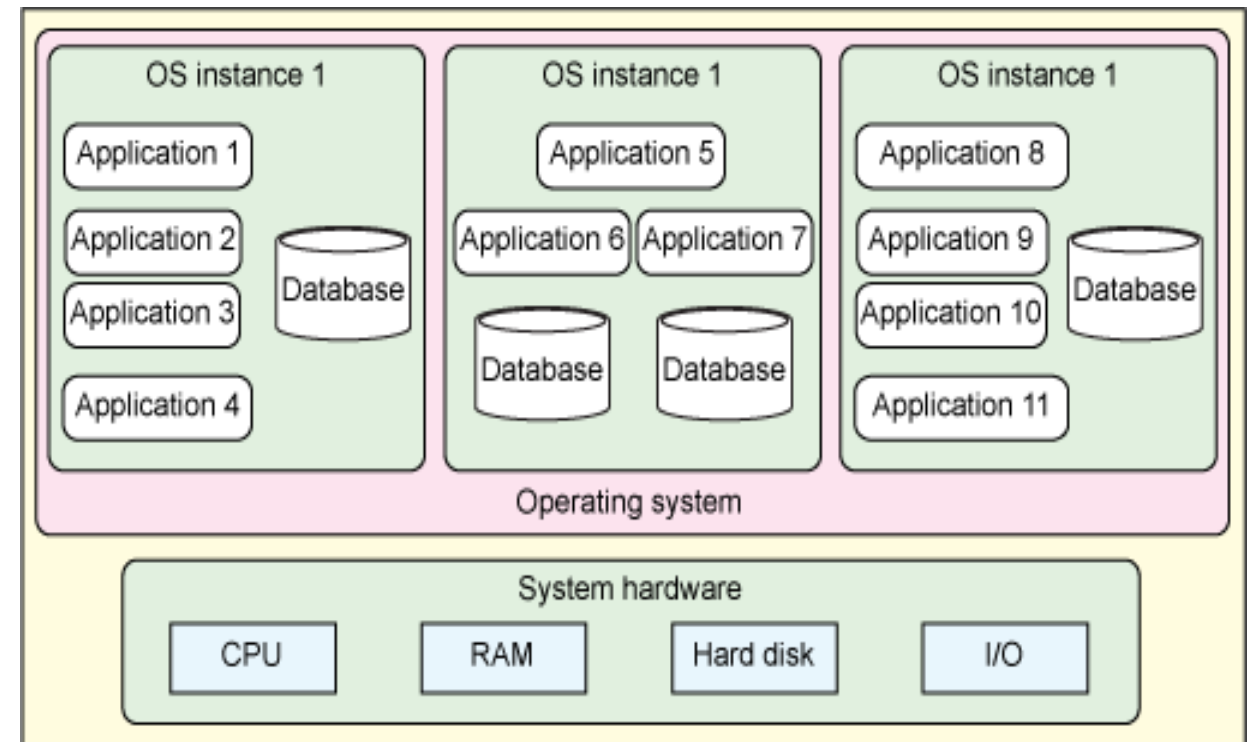 OS instance 1
Application 1
Application 2
Application 3
Application 4
Database
OS instance 1
Application 5
Application 6
Application 7
Database
Database
OS instance 1
Application 8
Application 9
Application 10
Application 11
Database
Operating system
System hardware
CPU
RAM
Hard disk
I/O